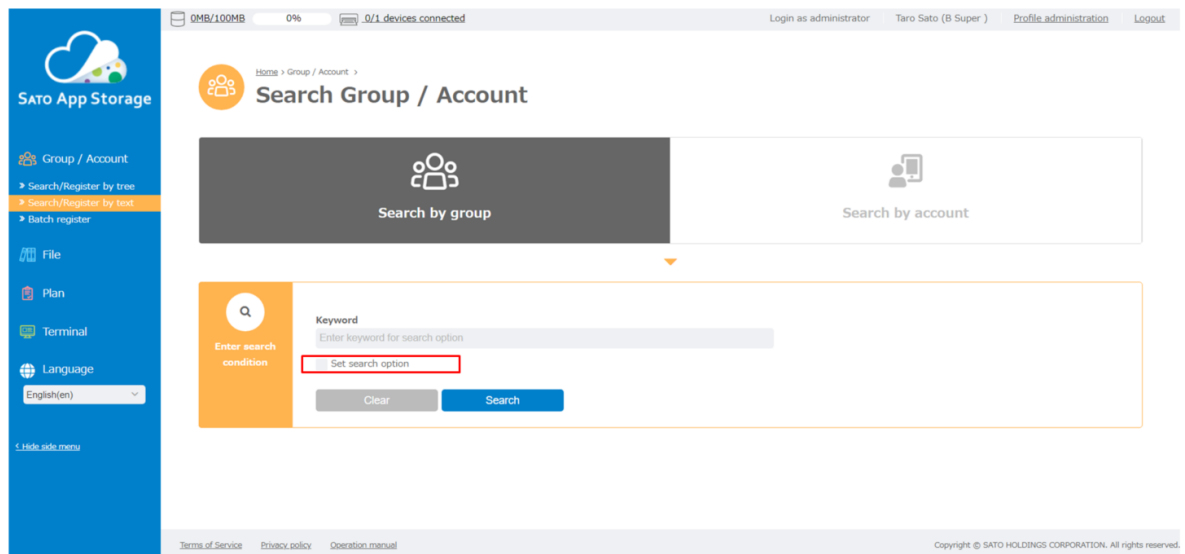 0MB/100MB 0% 0/1 devices connected Login as administrator Taro Sato (B Super ) Profile administration Logout
SATO App Storage
Group / Account
» Search/Register by tree
» Search/Register by text
» Batch register
File
Plan
Terminal
Language
English(en)
< Hide side menu
Home > Group / Account >
Search Group / Account
Search by group
Search by account
Enter search
condition
Keyword
Enter keyword for search option
Set search option
Clear
Search
Terms of Service Privacy policy Operation manual Copyright © SATO HOLDINGS CORPORATION. All rights reserved.